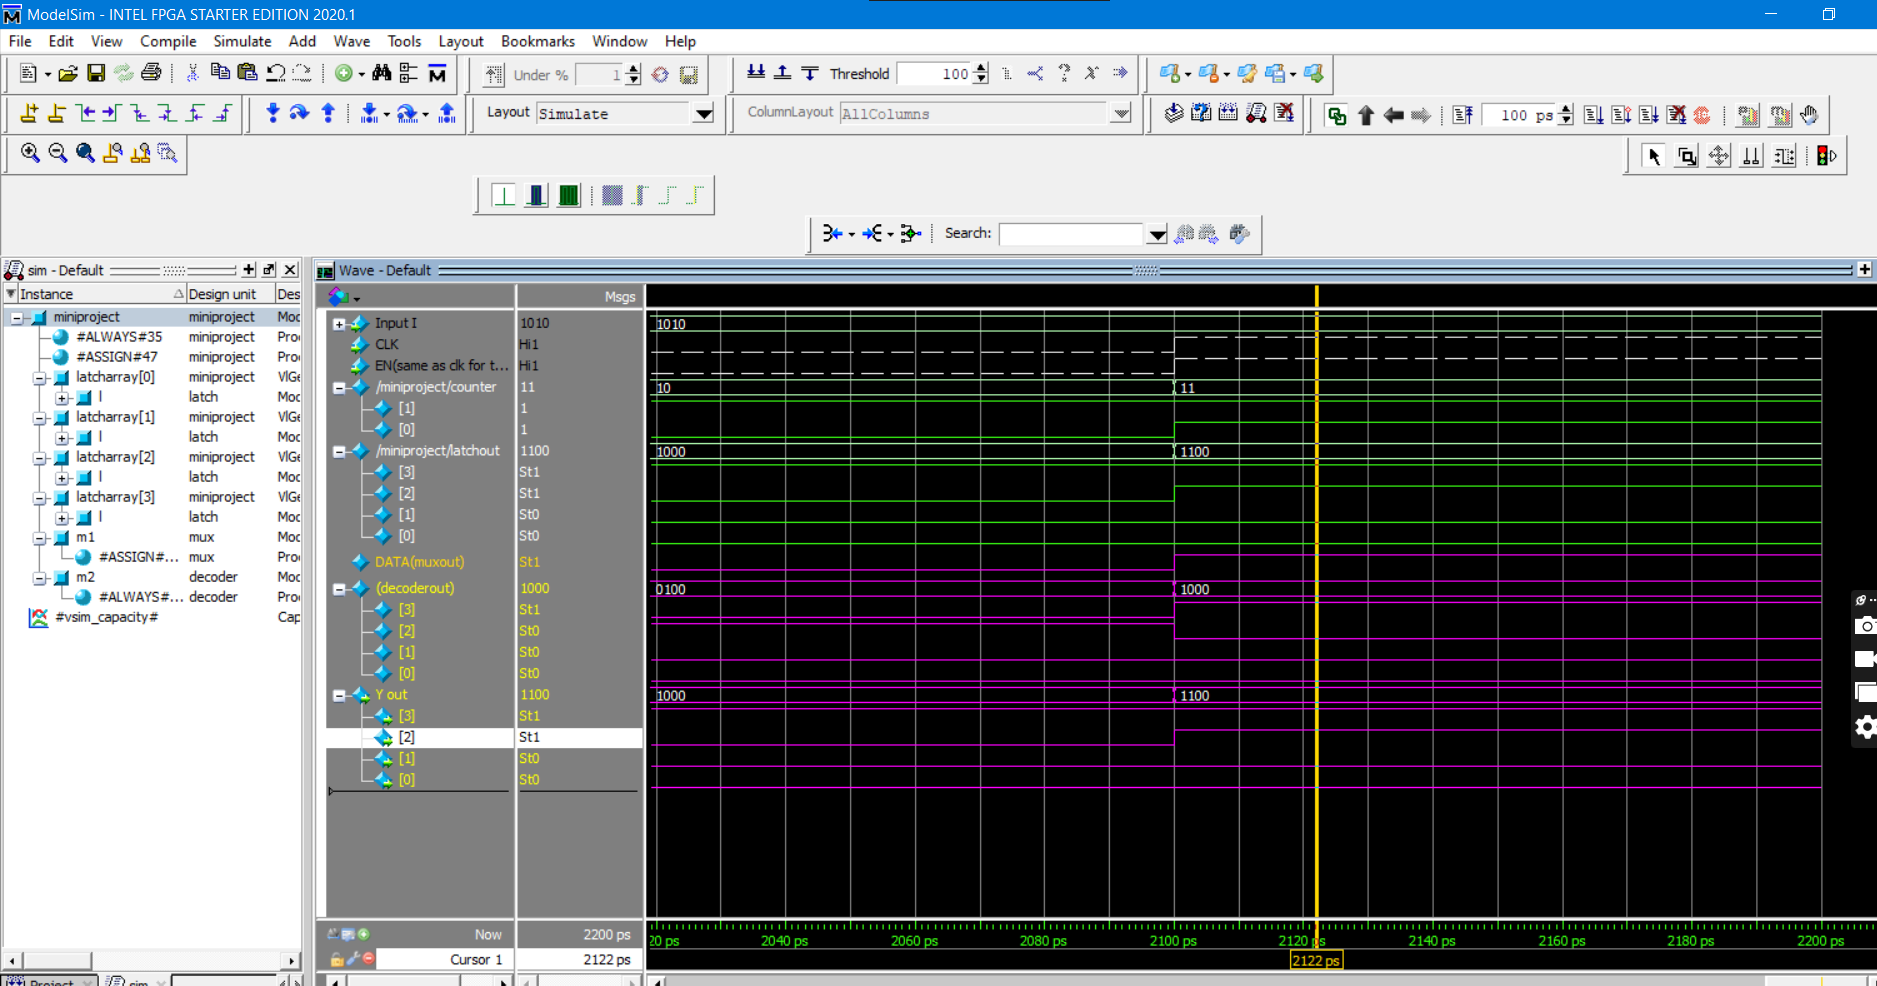 ModelSim - INTEL FPGA STARTER EDITION 2020.1
File Edit View Compile Simulate Add Wave Tools Layout Bookmarks Window Help
Under % 1 Threshold 100
Layout Simulate ColumnLayout AllColumns 100 ps
Search:
sim - Default
Instance Design unit Des
miniproject miniproject Moc
#ALWAYS#35 miniproject Pro
#ASSIGN#47 miniproject Pro
latcharray[0] miniproject VlGe
l latch Moc
latcharray[1] miniproject VlGe
l latch Moc
latcharray[2] miniproject VlGe
l latch Moc
latcharray[3] miniproject VlGe
l latch Moc
m1 mux Moc
#ASSIGN#... mux Pro
m2 decoder Moc
#ALWAYS#... decoder Pro
#vsim_capacity# Cap
Project sim
Wave - Default
Msgs
Input I 1010 1010
CLK Hi1
EN(same as clk for t... Hi1
/miniproject/counter 11 10 11
[1] 1
[0] 1
/miniproject/latchout 1100 1000 1100
[3] St1
[2] St1
[1] St0
[0] St0
DATA(muxout) St1
(decoderout) 1000 0100 1000
[3] St1
[2] St0
[1] St0
[0] St0
Y out 1100 1000 1100
[3] St1
[2] St1
[1] St0
[0] St0
Now 2200 ps 20 ps 2040 ps 2060 ps 2080 ps 2100 ps 2120 ps 2140 ps 2160 ps 2180 ps 2200 ps
Cursor 1 2122 ps 2122 ps